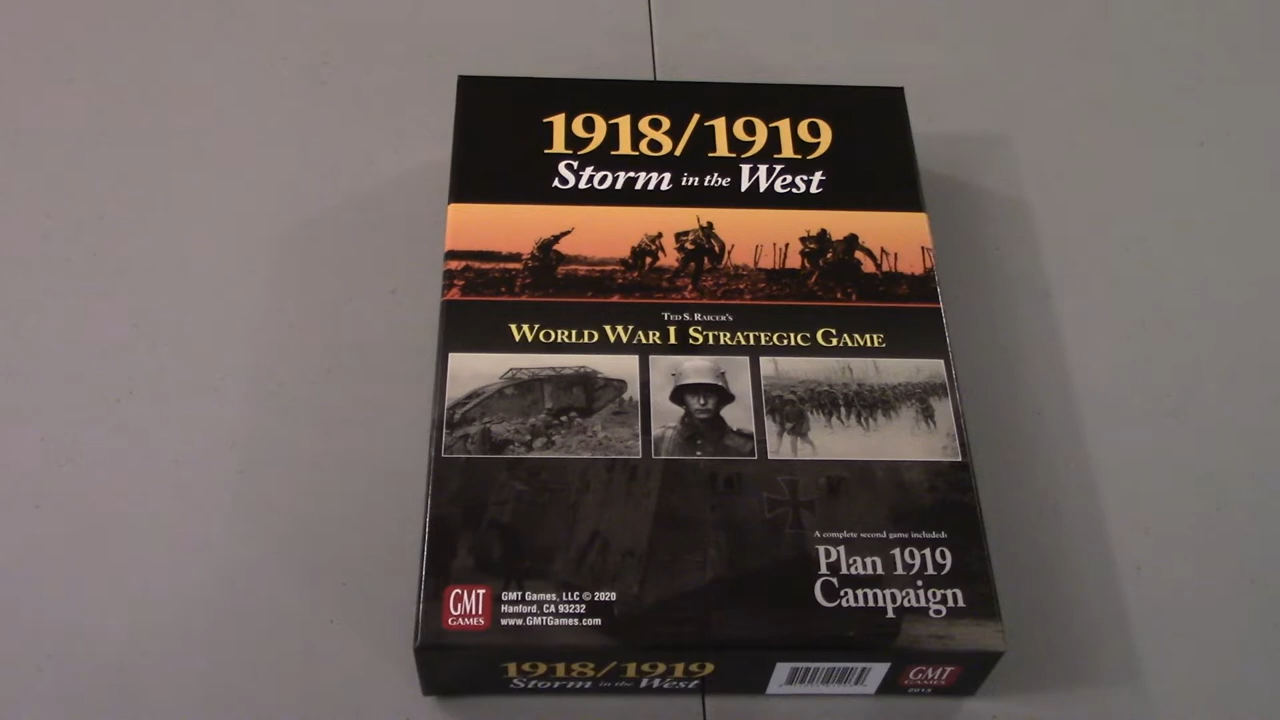 1918/1919
Storm in the West
TED S. RAICER'S
WORLD WAR I STRATEGIC GAME
A complete second game included:
Plan 1919
Campaign
GMT
GAMES
GMT Games, LLC © 2020
Hanford, CA 93232
www.GMTGames.com
1918/1919
Storm in the West
GMT
GAMES